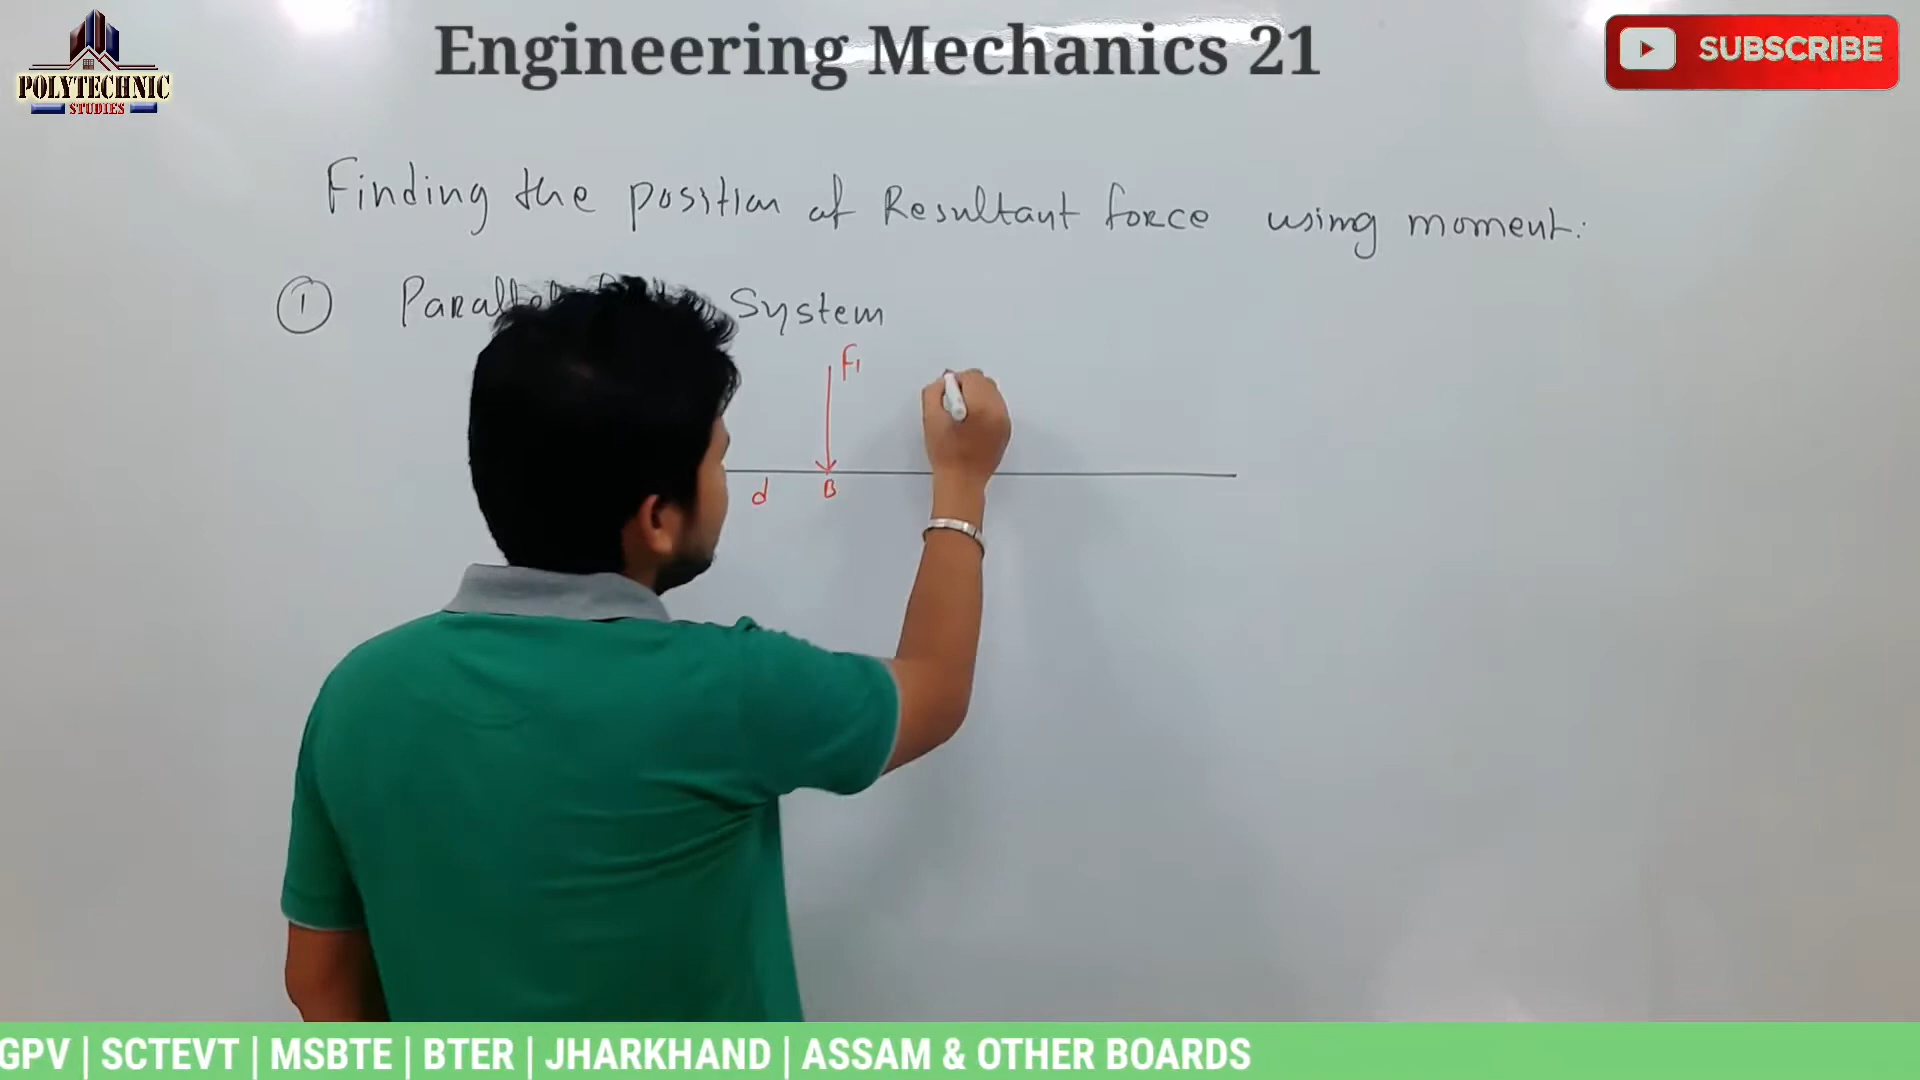 Engineering Mechanics 21
SUBSCRIBE
POLYTECHNIC
STUDIES
Finding the position of Resultant force using moment:
1 Parallel System
F1
d B
GPV | SCTEVT | MSBTE | BTER | JHARKHAND | ASSAM & OTHER BOARDS